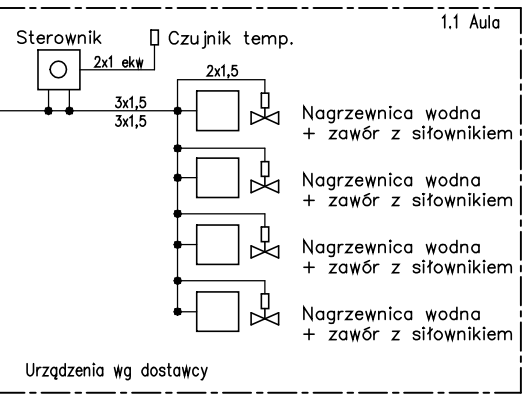 1.1 Aula
Sterownik
Czujnik temp.
2x1 ekw
2x1,5
3x1,5
3x1,5
Nagrzewnica wodna
+ zawór z siłownikiem
Nagrzewnica wodna
+ zawór z siłownikiem
Nagrzewnica wodna
+ zawór z siłownikiem
Nagrzewnica wodna
+ zawór z siłownikiem
Urządzenia wg dostawcy